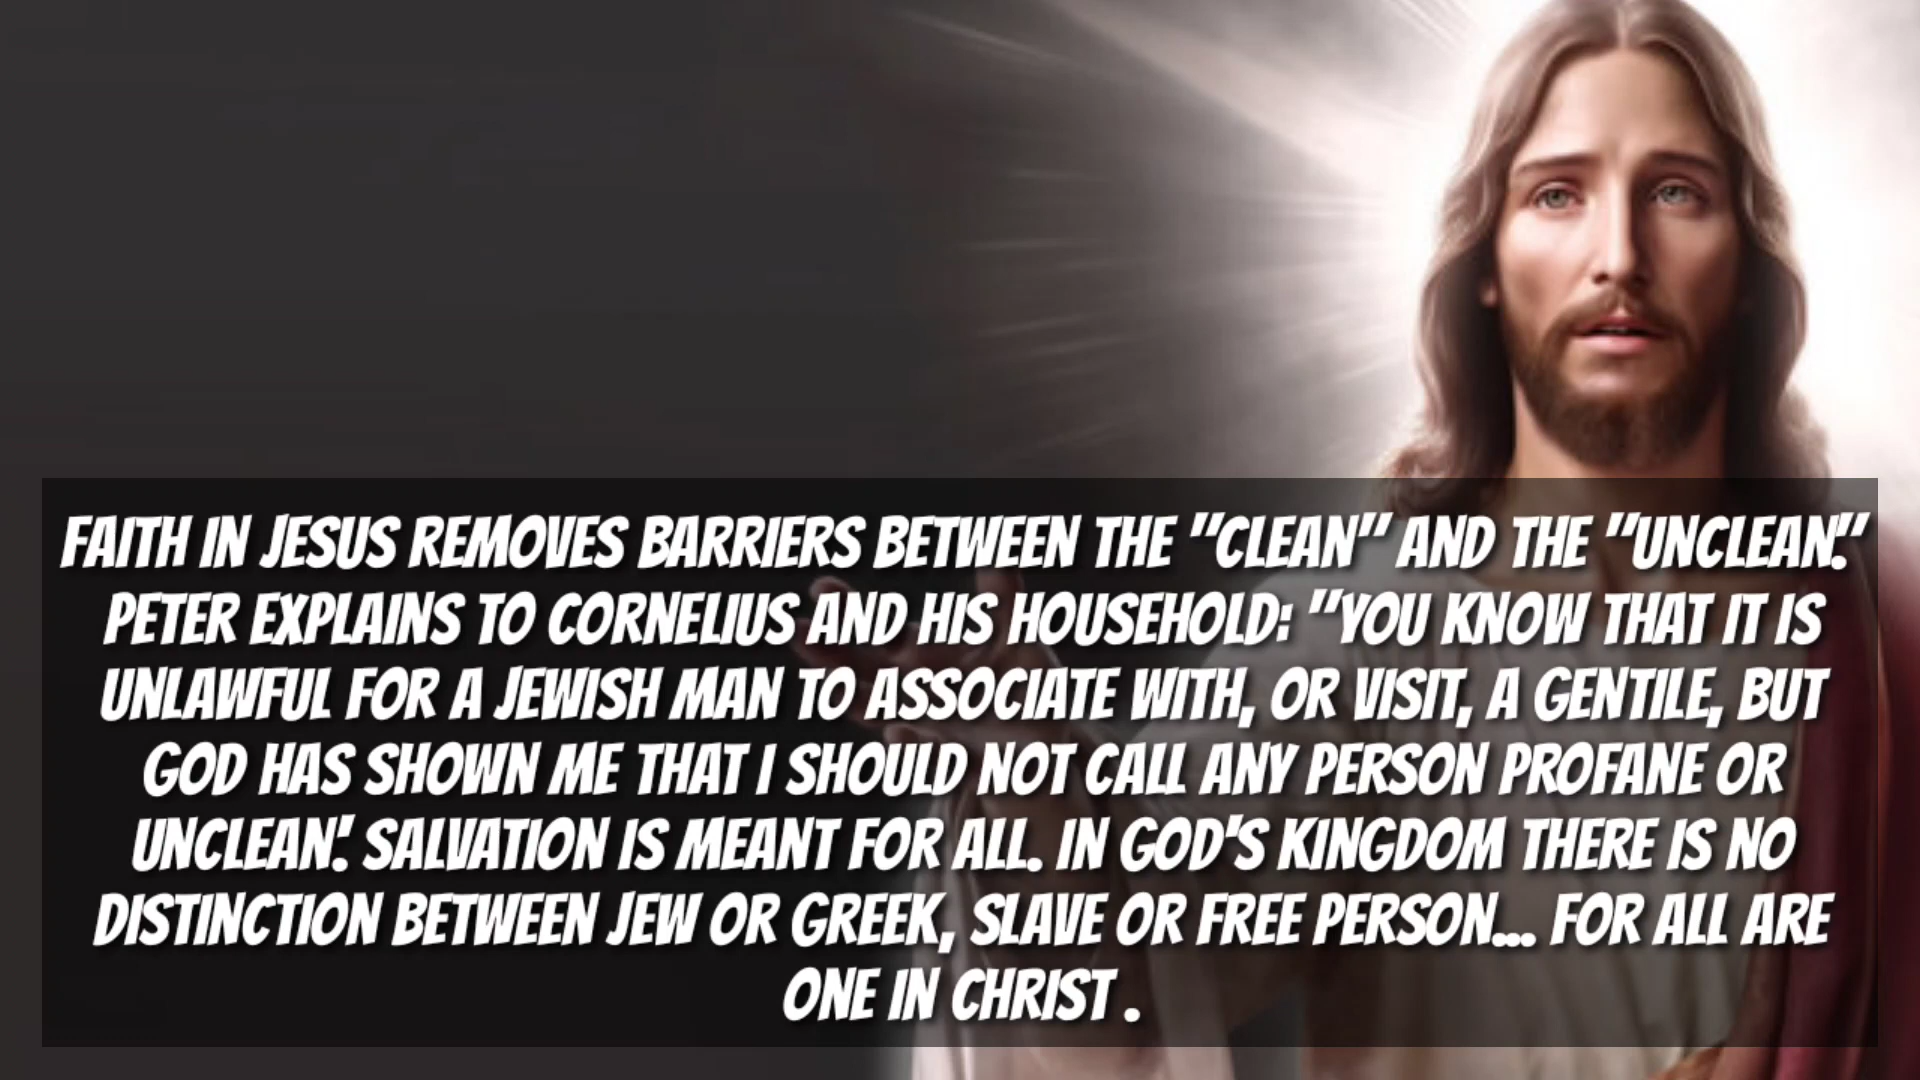 FAITH IN JESUS REMOVES BARRIERS BETWEEN THE "CLEAN" AND THE "UNCLEAN."
PETER EXPLAINS TO CORNELIUS AND HIS HOUSEHOLD: "YOU KNOW THAT IT IS
UNLAWFUL FOR A JEWISH MAN TO ASSOCIATE WITH, OR VISIT, A GENTILE, BUT
GOD HAS SHOWN ME THAT I SHOULD NOT CALL ANY PERSON PROFANE OR
UNCLEAN'. SALVATION IS MEANT FOR ALL. IN GOD'S KINGDOM THERE IS NO
DISTINCTION BETWEEN JEW OR GREEK, SLAVE OR FREE PERSON... FOR ALL ARE
ONE IN CHRIST .